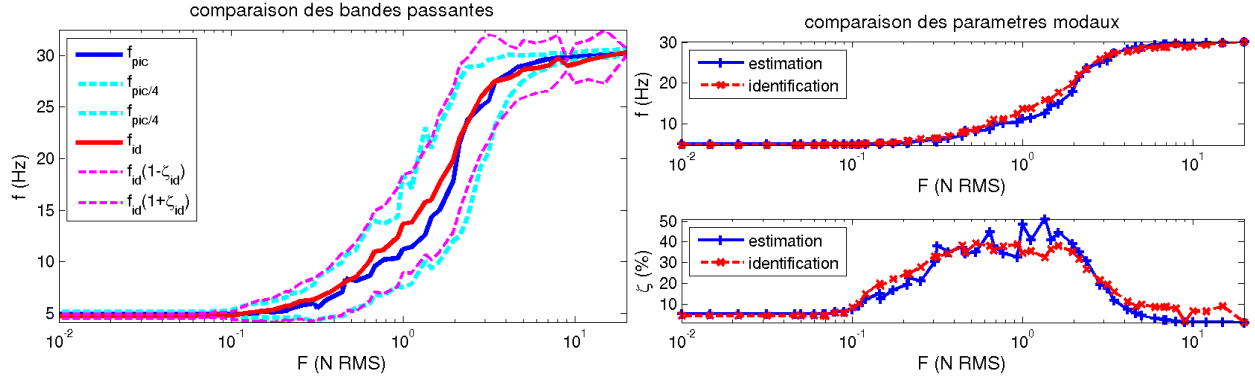 comparaison des bandes passantes
f (Hz)
30
25
20
15
10
5
f_pic
f_pic/4
f_pic/4
f_id
f_id(1-ζ_id)
f_id(1+ζ_id)
10^-2
10^-1
10^0
10^1
F (N RMS)
comparaison des parametres modaux
f (Hz)
30
20
10
estimation
identification
10^-2
10^-1
10^0
10^1
F (N RMS)
ζ (%)
50
40
30
20
10
estimation
identification
10^-2
10^-1
10^0
10^1
F (N RMS)